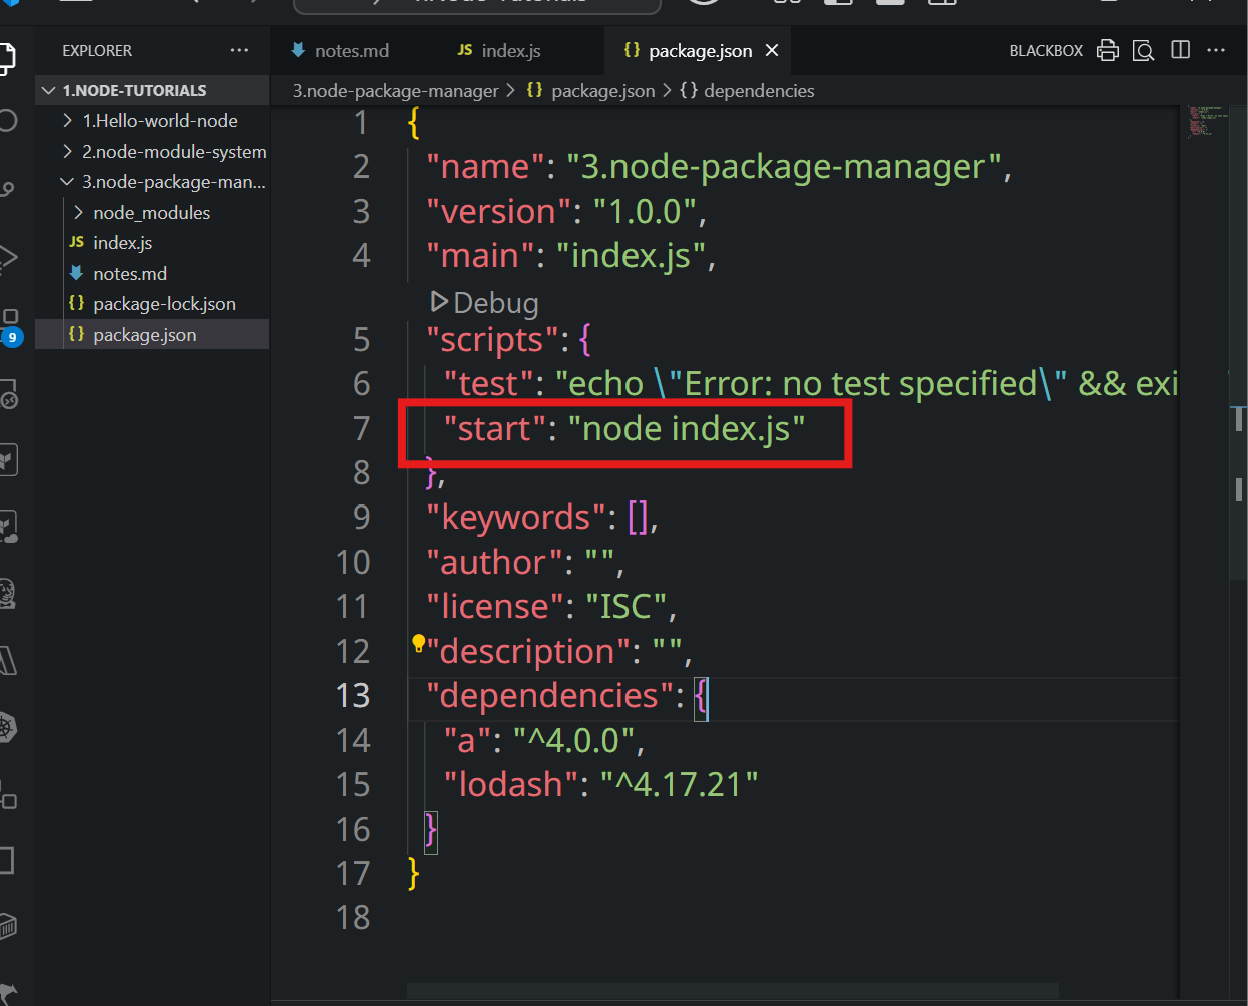 EXPLORER
1.NODE-TUTORIALS
1.Hello-world-node
2.node-module-system
3.node-package-man...
node_modules
JS index.js
notes.md
{} package-lock.json
{} package.json
9
notes.md
JS index.js
{} package.json
BLACKBOX
3.node-package-manager > {} package.json > {} dependencies
1 {
2 "name": "3.node-package-manager",
3 "version": "1.0.0",
4 "main": "index.js",
Debug
5 "scripts": {
6 "test": "echo \"Error: no test specified\" && exi
7 "start": "node index.js"
8 },
9 "keywords": [],
10 "author": "",
11 "license": "ISC",
12 "description": "",
13 "dependencies": {
14 "a": "^4.0.0",
15 "lodash": "^4.17.21"
16 }
17 }
18